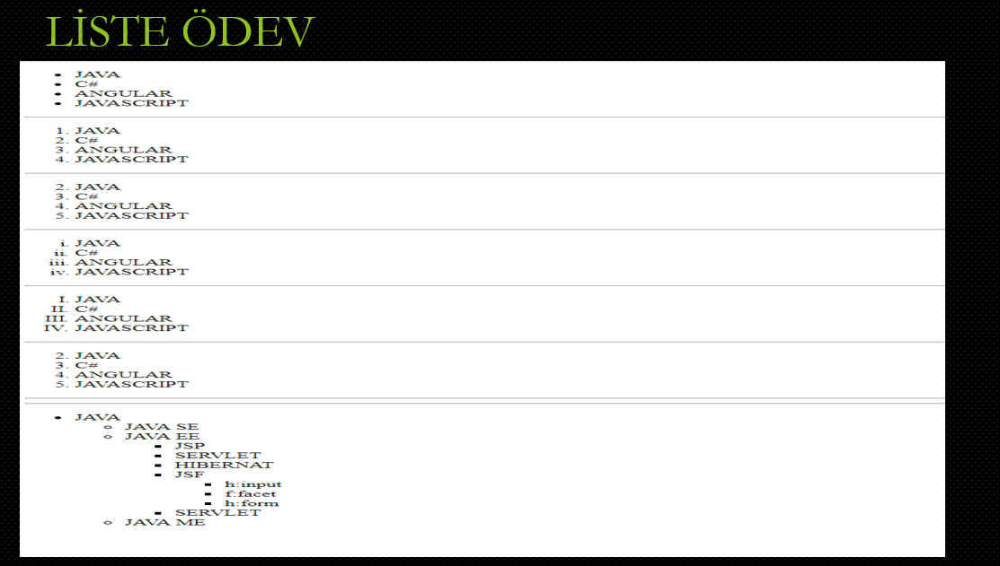 LİSTE ÖDEV
• JAVA
• C#
• ANGULAR
• JAVASCRIPT
1. JAVA
2. C#
3. ANGULAR
4. JAVASCRIPT
2. JAVA
3. C#
4. ANGULAR
5. JAVASCRIPT
i. JAVA
ii. C#
iii. ANGULAR
iv. JAVASCRIPT
I. JAVA
II. C#
III. ANGULAR
IV. JAVASCRIPT
2. JAVA
3. C#
4. ANGULAR
5. JAVASCRIPT
• JAVA
◦ JAVA SE
◦ JAVA EE
▪ JSP
▪ SERVLET
▪ HIBERNAT
▪ JSF
▪ h:input
▪ f:facet
▪ h:form
▪ SERVLET
◦ JAVA ME